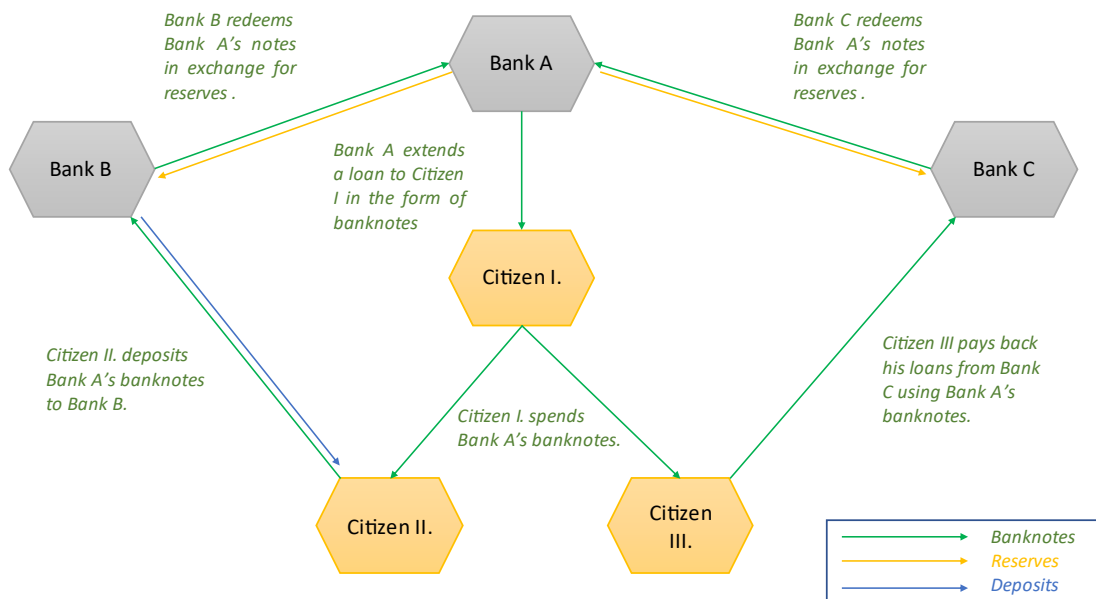 Bank B redeems
Bank A's notes
in exchange for
reserves .
Bank A
Bank C redeems
Bank A's notes
in exchange for
reserves .
Bank B
Bank A extends
a loan to Citizen
I in the form of
banknotes
Bank C
Citizen I.
Citizen II. deposits
Bank A's banknotes
to Bank B.
Citizen I. spends
Bank A's banknotes.
Citizen III pays back
his loans from Bank
C using Bank A's
banknotes.
Citizen II.
Citizen
III.
Banknotes
Reserves
Deposits